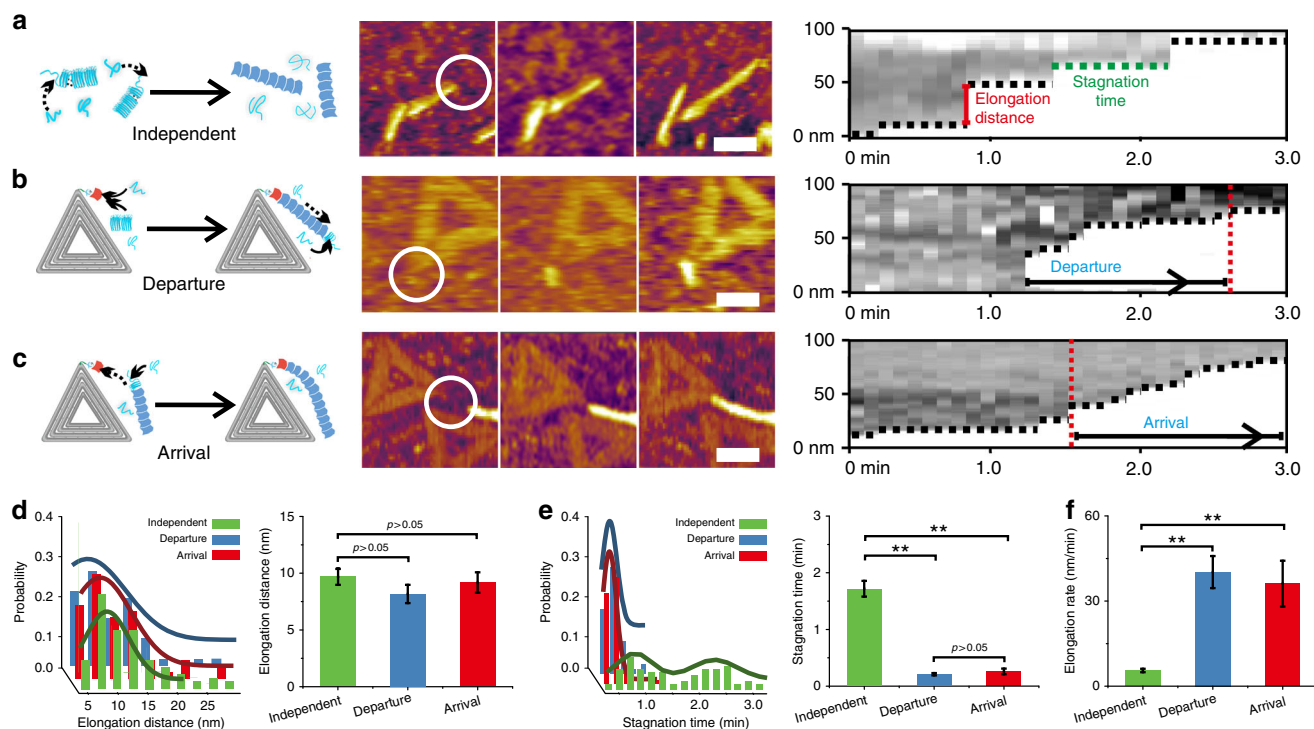 a
Independent
100
50
0 nm
Stagnation
time
Elongation
distance
0 min
1.0
2.0
3.0
b
Departure
100
50
0 nm
Departure
0 min
1.0
2.0
3.0
c
Arrival
100
50
0 nm
Arrival
0 min
1.0
2.0
3.0
d
Probability
0.4
0.3
0.2
0.1
0.0
Independent
Departure
Arrival
5 10 15 20 25
Elongation distance (nm)
Elongation distance (nm)
15
10
5
0
p>0.05
p>0.05
Independent
Departure
Arrival
e
Probability
0.4
0.3
0.2
0.1
0.0
Independent
Departure
Arrival
0.0 1.0 2.0 3.0
Stagnation time (min)
Stagnation time (min)
3
2
1
0
**
**
p>0.05
Independent
Departure
Arrival
f
Elongation rate (nm/min)
60
30
0
**
**
Independent
Departure
Arrival